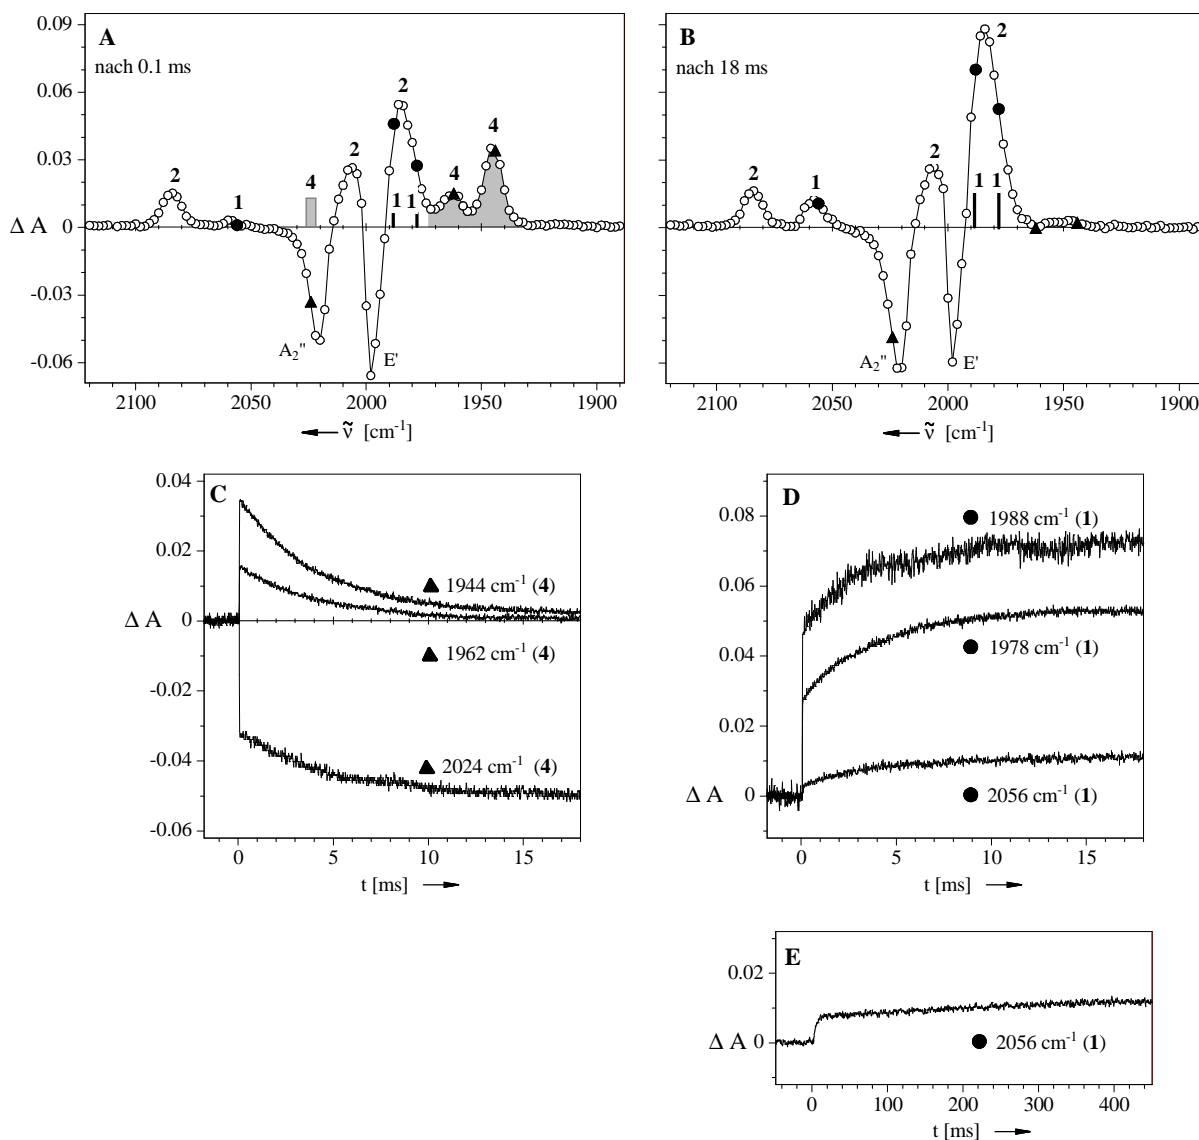 A
nach 0.1 ms
0.09
0.06
0.03
0
-0.03
-0.06
Δ A
2
1
4
2
2
1 1
4
4
A₂"
E'
2100 2050 2000 1950 1900
ν̃ [cm⁻¹]
B
nach 18 ms
2
1
2
2
1 1
A₂"
E'
2100 2050 2000 1950 1900
ν̃ [cm⁻¹]
C
0.04
0.02
0
-0.02
-0.04
-0.06
Δ A
1944 cm⁻¹ (4)
1962 cm⁻¹ (4)
2024 cm⁻¹ (4)
0 5 10 15
t [ms]
D
0.08
0.06
0.04
0.02
0
Δ A
1988 cm⁻¹ (1)
1978 cm⁻¹ (1)
2056 cm⁻¹ (1)
0 5 10 15
t [ms]
E
0.02
Δ A 0
2056 cm⁻¹ (1)
0 100 200 300 400
t [ms]